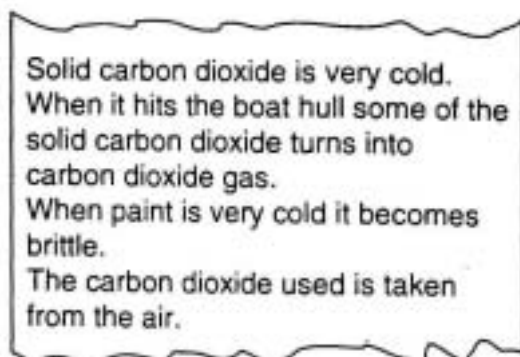 Solid carbon dioxide is very cold.
When it hits the boat hull some of the
solid carbon dioxide turns into
carbon dioxide gas.
When paint is very cold it becomes
brittle.
The carbon dioxide used is taken
from the air.